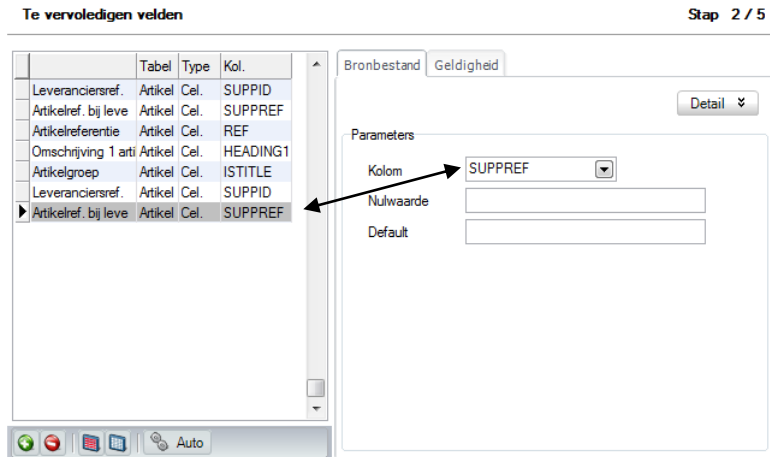 Te vervoledigen velden
Stap 2 / 5
Tabel Type Kol.
Leveranciersref. Artikel Cel. SUPPID
Artikelref. bij leve Artikel Cel. SUPPREF
Artikelreferentie Artikel Cel. REF
Omschrijving 1 arti Artikel Cel. HEADING1
Artikelgroep Artikel Cel. ISTITLE
Leveranciersref. Artikel Cel. SUPPID
Artikelref. bij leve Artikel Cel. SUPPREF
Auto
Bronbestand Geldigheid
Detail
Parameters
Kolom SUPPREF
Nulwaarde
Default